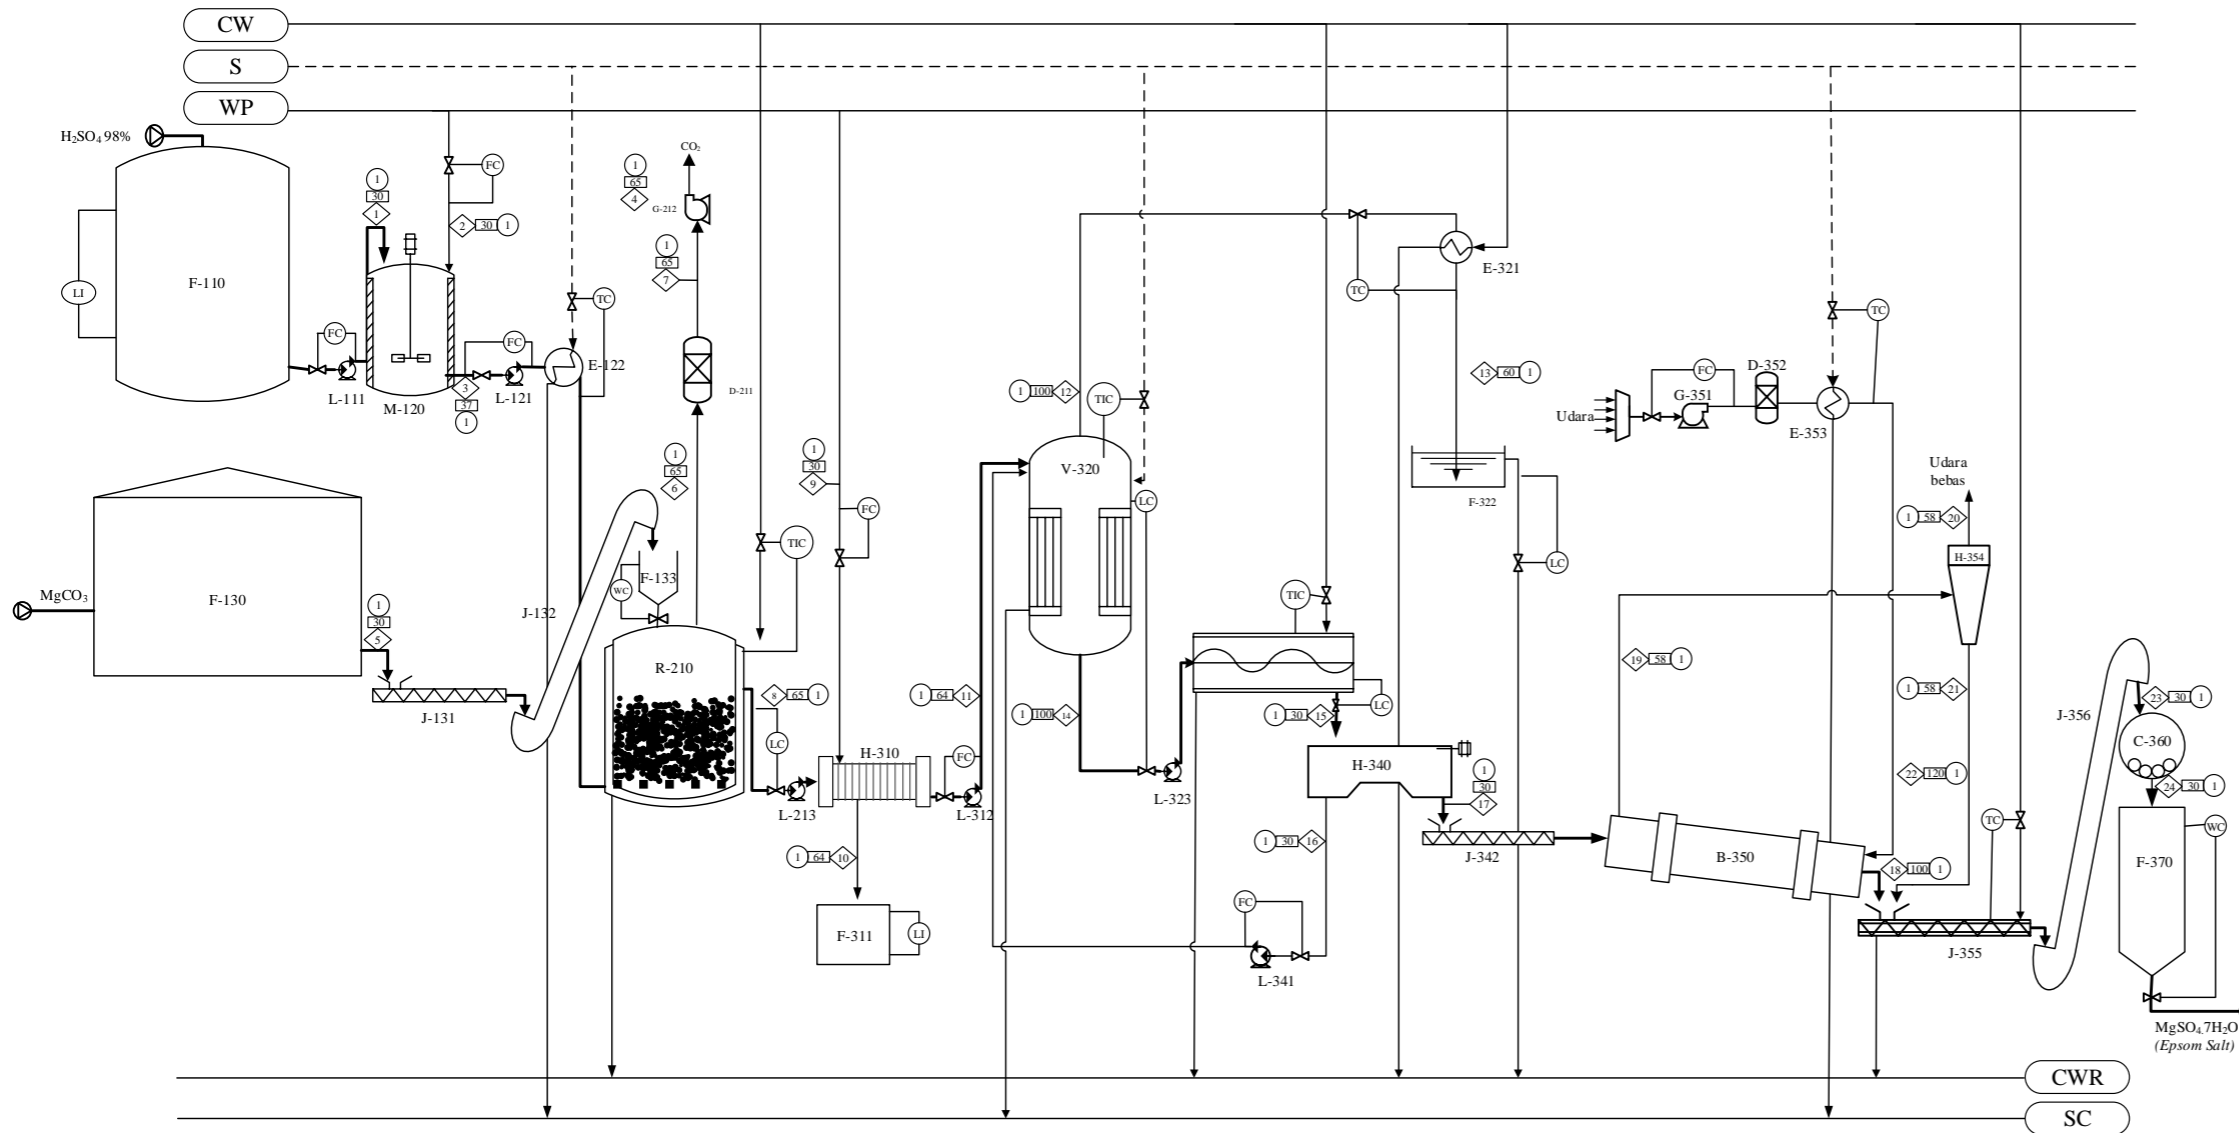 CW
S
WP
H₂SO₄ 98%
F-110
LI
FC
L-111
1
30
1
M-120
FC
2 30 1
FC
3
37
1
L-121
TC
E-122
CO₂
1
65
4
G-212
1
65
7
D-211
1
65
6
MgCO₃
F-130
1
30
5
J-131
J-132
F-133
WC
R-210
TIC
8 65 1
LC
L-213
1
30
9
FC
H-310
1 64 10
F-311
LI
FC
L-312
1 64 11
1 100 12
TIC
V-320
LC
1 100 14
L-323
TC
E-321
13 60 1
F-322
LC
TIC
LC
1 30 15
H-340
1
30
17
1 30 16
FC
L-341
J-342
Udara
FC
G-351
D-352
TC
E-353
Udara
bebas
1 58 20
H-354
19 58 1
1 58 21
22 120 1
B-350
18 100 1
TC
J-355
J-356
23 30 1
C-360
24 30 1
F-370
WC
MgSO₄.7H₂O
(Epsom Salt)
CWR
SC